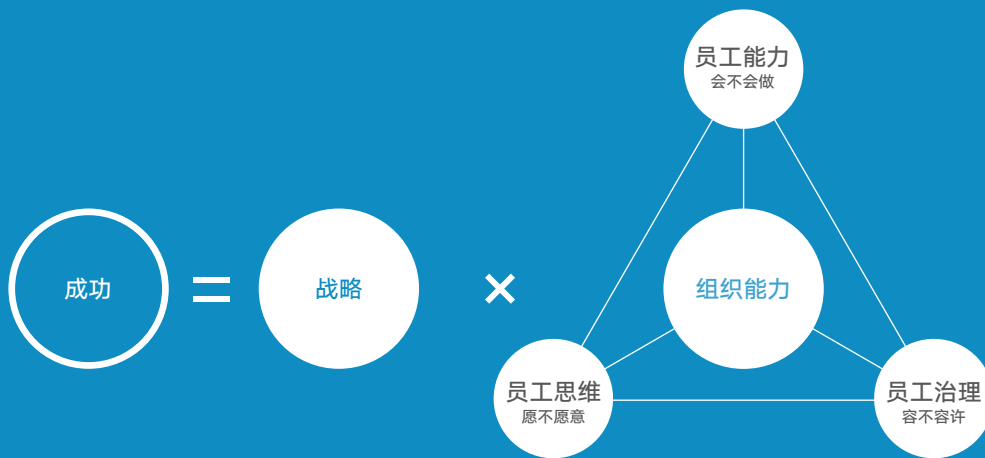 员工能力
会不会做
成功
=
战略
×
组织能力
员工思维
愿不愿意
员工治理
容不容许